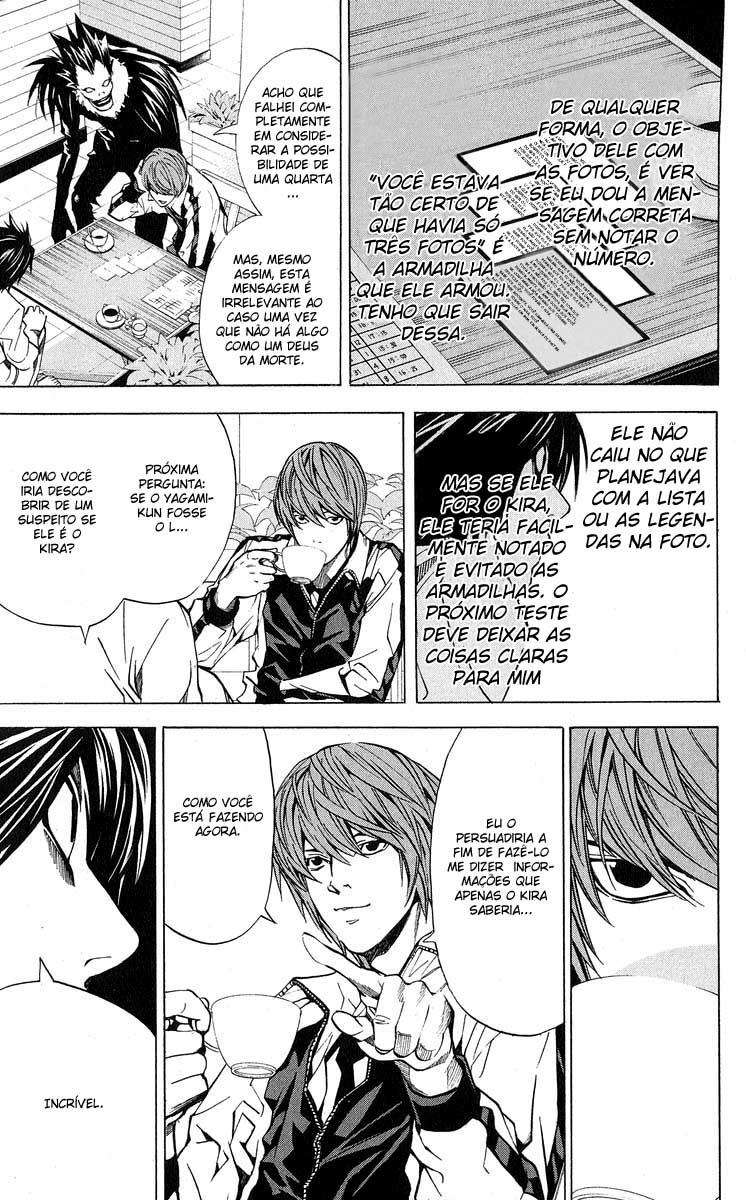 DE QUALQUER
FORMA, O OBJE-
TIVO DELE COM
AS FOTOS, É VER
SE EU DOU A MEN-
SAGEM CORRETA
SEM NOTAR O
NÚMERO.
"VOCÊ ESTAVA
TÃO CERTO DE
QUE HAVIA SÓ
TRÊS FOTOS" É
A ARMADILHA
QUE ELE ARMOU.
TENHO QUE SAIR
DESSA.
ACHO QUE
FALHEI COM-
PLETAMENTE
EM CONSIDE-
RAR A POSSI-
BILIDADE DE
UMA QUARTA
...
MAS, MESMO
ASSIM, ESTA
MENSAGEM É
IRRELEVANTE AO
CASO UMA VEZ
QUE NÃO HÁ ALGO
COMO UM DEUS
DA MORTE.
ELE NÃO
CAIU NO QUE
PLANEJAVA
COM A LISTA
OU AS LEGEN-
DAS NA FOTO.
MAS SE ELE
FOR O KIRA,
ELE TERIA FACIL-
MENTE NOTADO
E EVITADO AS
ARMADILHAS. O
PRÓXIMO TESTE
DEVE DEIXAR AS
COISAS CLARAS
PARA MIM
PRÓXIMA
PERGUNTA:
SE O YAGAMI-
KUN FOSSE
O L...
COMO VOCÊ
IRIA DESCO-
BRIR DE UM
SUSPEITO SE
ELE É O
KIRA?
EU O
PERSUADIRIA A
FIM DE FAZÊ-LO
ME DIZER INFOR-
MAÇÕES QUE
APENAS O KIRA
SABERIA...
COMO VOCÊ
ESTÁ FAZENDO
AGORA.
INCRÍVEL.